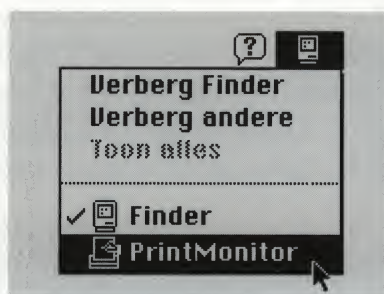 Verberg Finder
Verberg andere
Toon alles
Finder
PrintMonitor